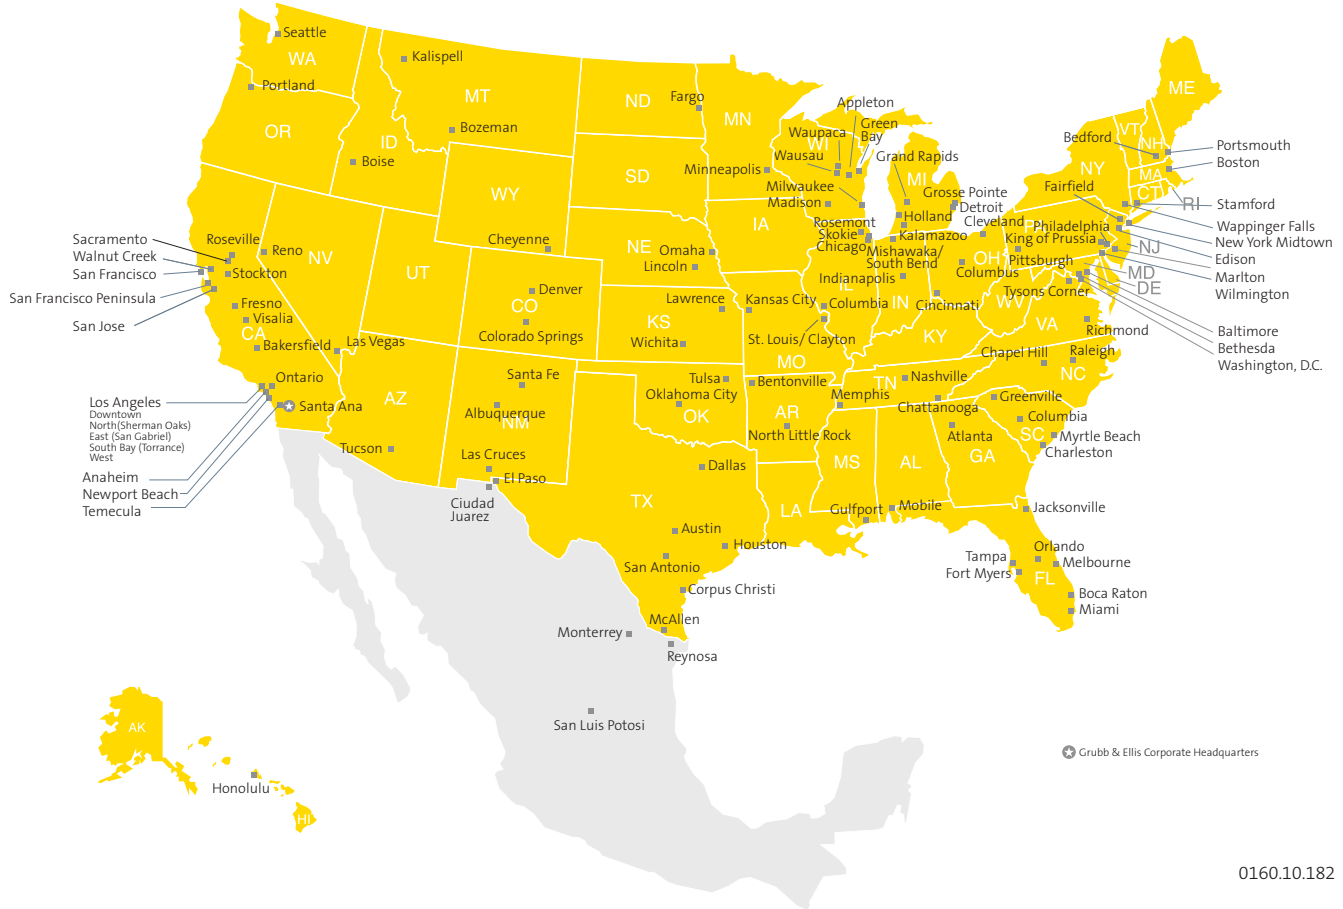 Seattle
WA
Portland
OR
Kalispell
MT
ID
Bozeman
Boise
WY
Cheyenne
ND
Fargo
MN
SD
Minneapolis
NE
Omaha
Lincoln
IA
Appleton
Green
Bay
Waupaca
WI
Wausau
Milwaukee
Madison
Grand Rapids
MI
Grosse Pointe
Detroit
Cleveland
Holland
Kalamazoo
Rosemont
Skokie
Chicago
Mishawaka/
South Bend
Indianapolis
IL
IN
OH
Columbus
Cincinnati
ME
VT
NH
Bedford
NY
MA
CT
RI
Fairfield
PA
Philadelphia
King of Prussia
Pittsburgh
Tysons Corner
NJ
MD
DE
Portsmouth
Boston
Stamford
Wappinger Falls
New York Midtown
Edison
Marlton
Wilmington
Baltimore
Bethesda
Washington, D.C.
Sacramento
Walnut Creek
San Francisco
San Francisco Peninsula
San Jose
Roseville
Reno
Stockton
NV
UT
Fresno
Visalia
CA
Bakersfield
Las Vegas
CO
Denver
Colorado Springs
Lawrence
KS
Wichita
Kansas City
Columbia
St. Louis/ Clayton
MO
KY
WV
VA
Richmond
Chapel Hill
Raleigh
NC
Ontario
Santa Ana
Los Angeles
Downtown
North(Sherman Oaks)
East (San Gabriel)
South Bay (Torrance)
West
Anaheim
Newport Beach
Temecula
AZ
Tucson
Santa Fe
Albuquerque
NM
Las Cruces
El Paso
Ciudad
Juarez
Tulsa
Oklahoma City
OK
Bentonville
AR
North Little Rock
TN
Nashville
Memphis
Chattanooga
Greenville
Columbia
SC
Myrtle Beach
Charleston
Atlanta
GA
MS
AL
LA
Gulfport
Mobile
Jacksonville
Dallas
TX
Austin
Houston
San Antonio
Corpus Christi
McAllen
Monterrey
Reynosa
San Luis Potosi
Orlando
Tampa
Melbourne
Fort Myers
FL
Boca Raton
Miami
AK
Honolulu
HI
Grubb & Ellis Corporate Headquarters
0160.10.182